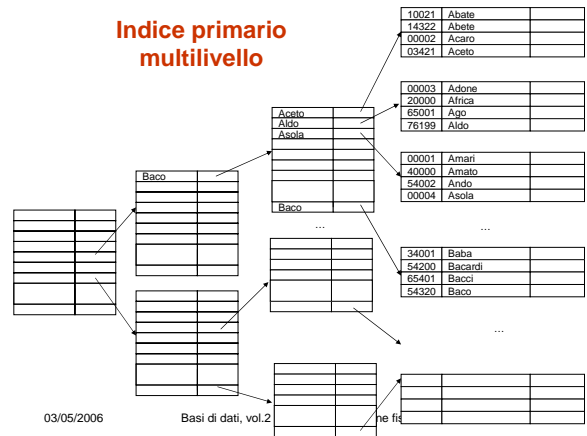 Indice primario
multilivello
10021 Abate
14322 Abete
00002 Acaro
03421 Aceto
00003 Adone
20000 Africa
65001 Ago
76199 Aldo
Aceto
Aldo
Asola
Baco
...
00001 Amari
40000 Amato
54002 Ando
00004 Asola
...
Baco
34001 Baba
54200 Bacardi
65401 Bacci
54320 Baco
...
03/05/2006
Basi di dati, vol.2